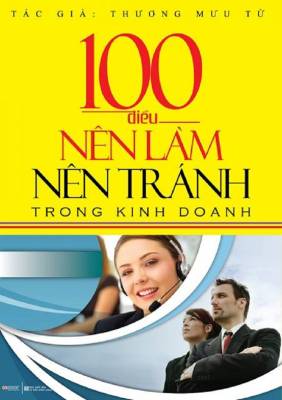 TÁC GIẢ: THƯƠNG MƯU TỬ
100
điều
NÊN LÀM
NÊN TRÁNH
TRONG KINH DOANH